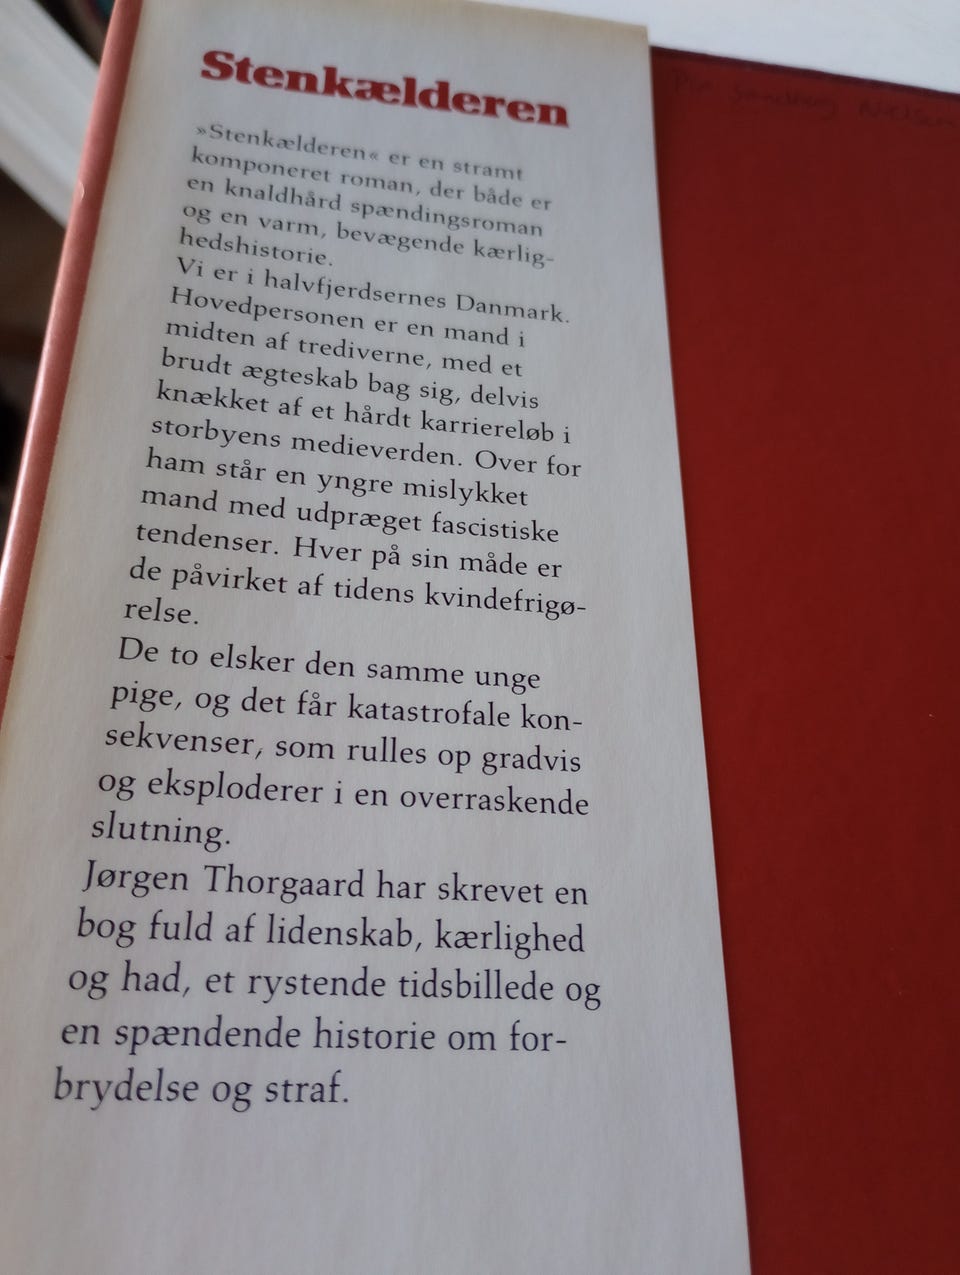 Stenkælderen
»Stenkælderen« er en stramt
komponeret roman, der både er
en knaldhård spændingsroman
og en varm, bevægende kærlig-
hedshistorie.
Vi er i halvfjerdsernes Danmark.
Hovedpersonen er en mand i
midten af trediverne, med et
brudt ægteskab bag sig, delvis
knækket af et hårdt karriereløb i
storbyens medieverden. Over for
ham står en yngre mislykket
mand med udpræget fascistiske
tendenser. Hver på sin måde er
de påvirket af tidens kvindefrigø-
relse.
De to elsker den samme unge
pige, og det får katastrofale kon-
sekvenser, som rulles op gradvis
og eksploderer i en overraskende
slutning.
Jørgen Thorgaard har skrevet en
bog fuld af lidenskab, kærlighed
og had, et rystende tidsbillede og
en spændende historie om for-
brydelse og straf.